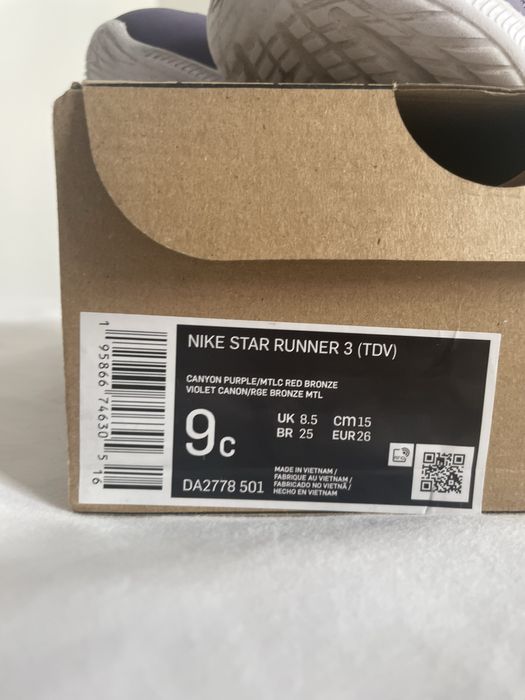 NIKE STAR RUNNER 3 (TDV)
CANYON PURPLE/MTLC RED BRONZE
VIOLET CANON/RGE BRONZE MTL
9C
UK 8.5 CM 15
BR 25 EUR 26
DA2778 501
MADE IN VIETNAM /
FABRIQUE AU VIETNAM /
FABRICADO NO VIETNÃ /
HECHO EN VIETNAM
1 95866 74630 5 16